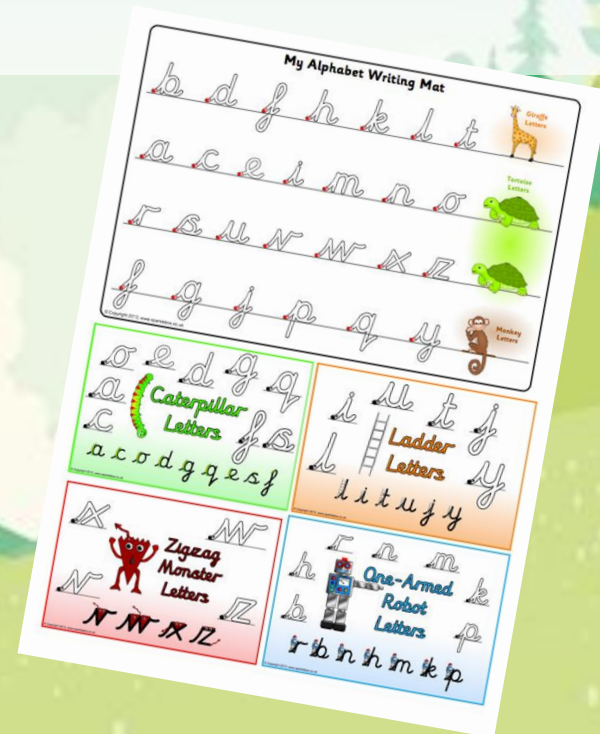 My Alphabet Writing Mat
b d f h k l t
Giraffe
Letters
a c e i m n o
Tortoise
Letters
r s u v w x z
f g j p q y
Monkey
Letters
o e d g q
a
c
f s
Caterpillar
Letters
a c o d g q e s f
i u t j
l
y
Ladder
Letters
l i t u j y
x w
v
z
Zigzag
Monster
Letters
v w x z
r n m
h
k
b
p
One-Armed
Robot
Letters
r b n h m k p